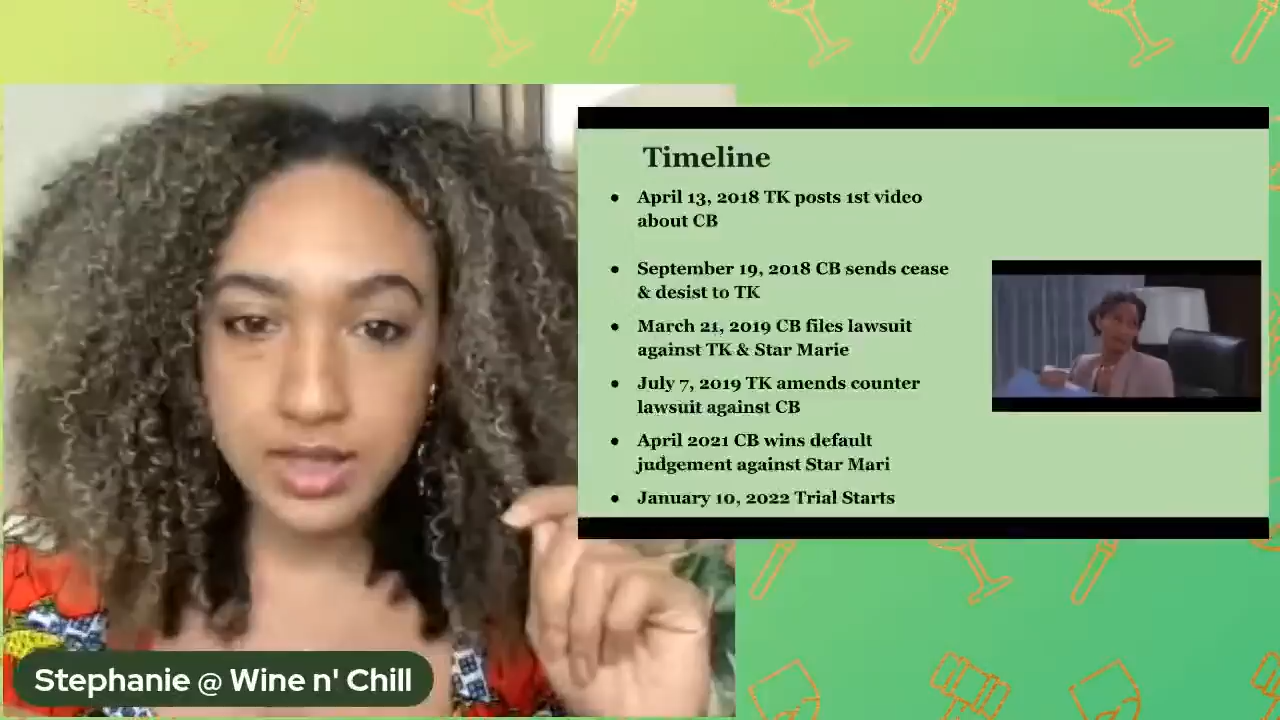 Timeline
● April 13, 2018 TK posts 1st video
about CB
● September 19, 2018 CB sends cease
& desist to TK
● March 21, 2019 CB files lawsuit
against TK & Star Marie
● July 7, 2019 TK amends counter
lawsuit against CB
● April 2021 CB wins default
judgement against Star Mari
● January 10, 2022 Trial Starts
Stephanie @ Wine n' Chill